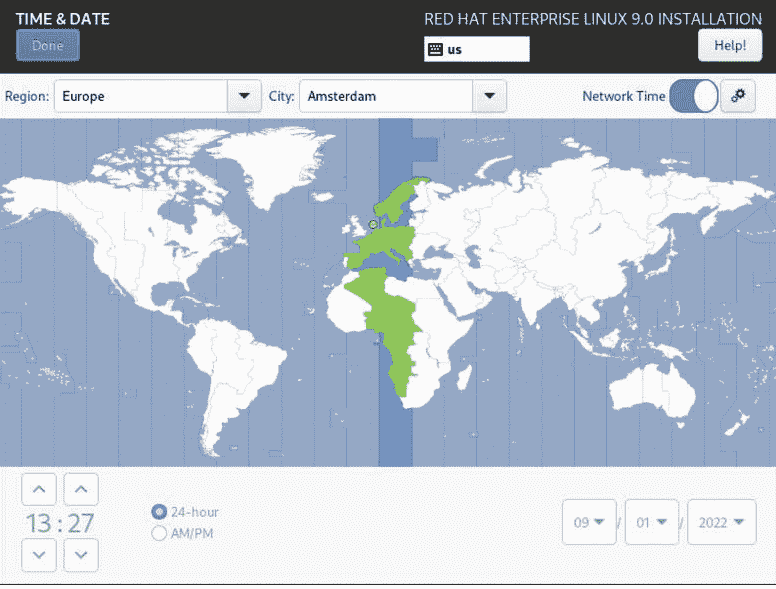 TIME & DATE
RED HAT ENTERPRISE LINUX 9.0 INSTALLATION
Done
us
Help!
Region: Europe City: Amsterdam Network Time
13:27
24-hour
AM/PM
09 / 01 / 2022